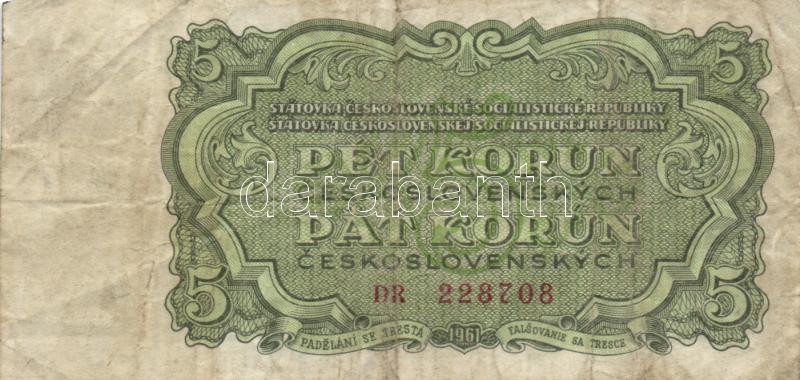 5 5
STÁTOVKA ČESKOSLOVENSKÉ SOCIALISTICKÉ REPUBLIKY
ŠTÁTOVKA ČESKOSLOVENSKEJ SOCIALISTICKEJ REPUBLIKY
PĚT KORUN
ČESKOSLOVENSKÝCH
darabanth
PÄŤ KORÚN
ČESKOSLOVENSKÝCH
5 5
DR 228708
PADĚLÁNÍ SE TRESTÁ 1961 FALŠOVANIE SA TRESCE